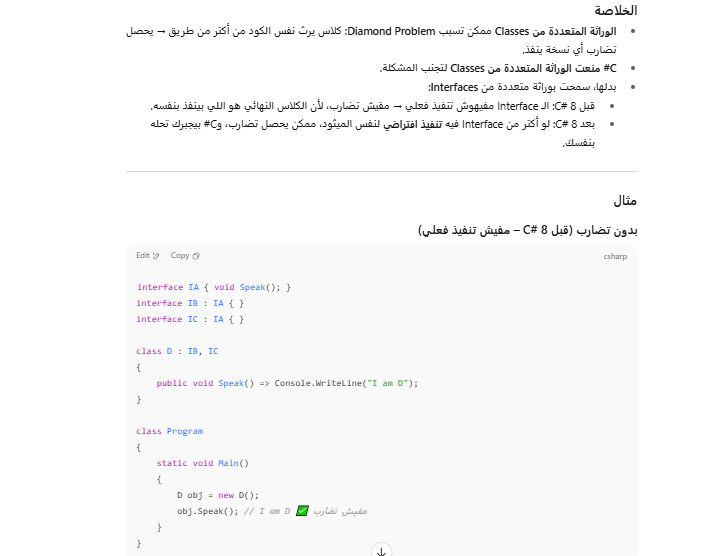 الخلاصة
الوراثة المتعددة من Classes ممكن تسبب Diamond Problem: كلاس يرث نفس الكود من أكتر من طريق → يحصل
تضارب أي نسخة ينفذ.
C# منعت الوراثة المتعددة من Classes لتجنب المشكلة.
بدلها، سمحت بوراثة متعددة من Interfaces:
قبل C# 8: الـ Interface مفيهوش تنفيذ فعلي → مفيش تضارب، لأن الكلاس النهائي هو اللي بينفذ بنفسه.
بعد C# 8: لو أكتر من Interface فيه تنفيذ افتراضي لنفس الميثود، ممكن يحصل تضارب، وC# بيجبرك تحله
بنفسك.
مثال
بدون تضارب (قبل C# 8 – مفيش تنفيذ فعلي)
csharp Copy Edit
interface IA { void Speak(); }
interface IB : IA { }
interface IC : IA { }
class D : IB, IC
{
    public void Speak() => Console.WriteLine("I am D");
}
class Program
{
    static void Main()
    {
        D obj = new D();
        obj.Speak(); // I am D ✅ مفيش تضارب
    }
}